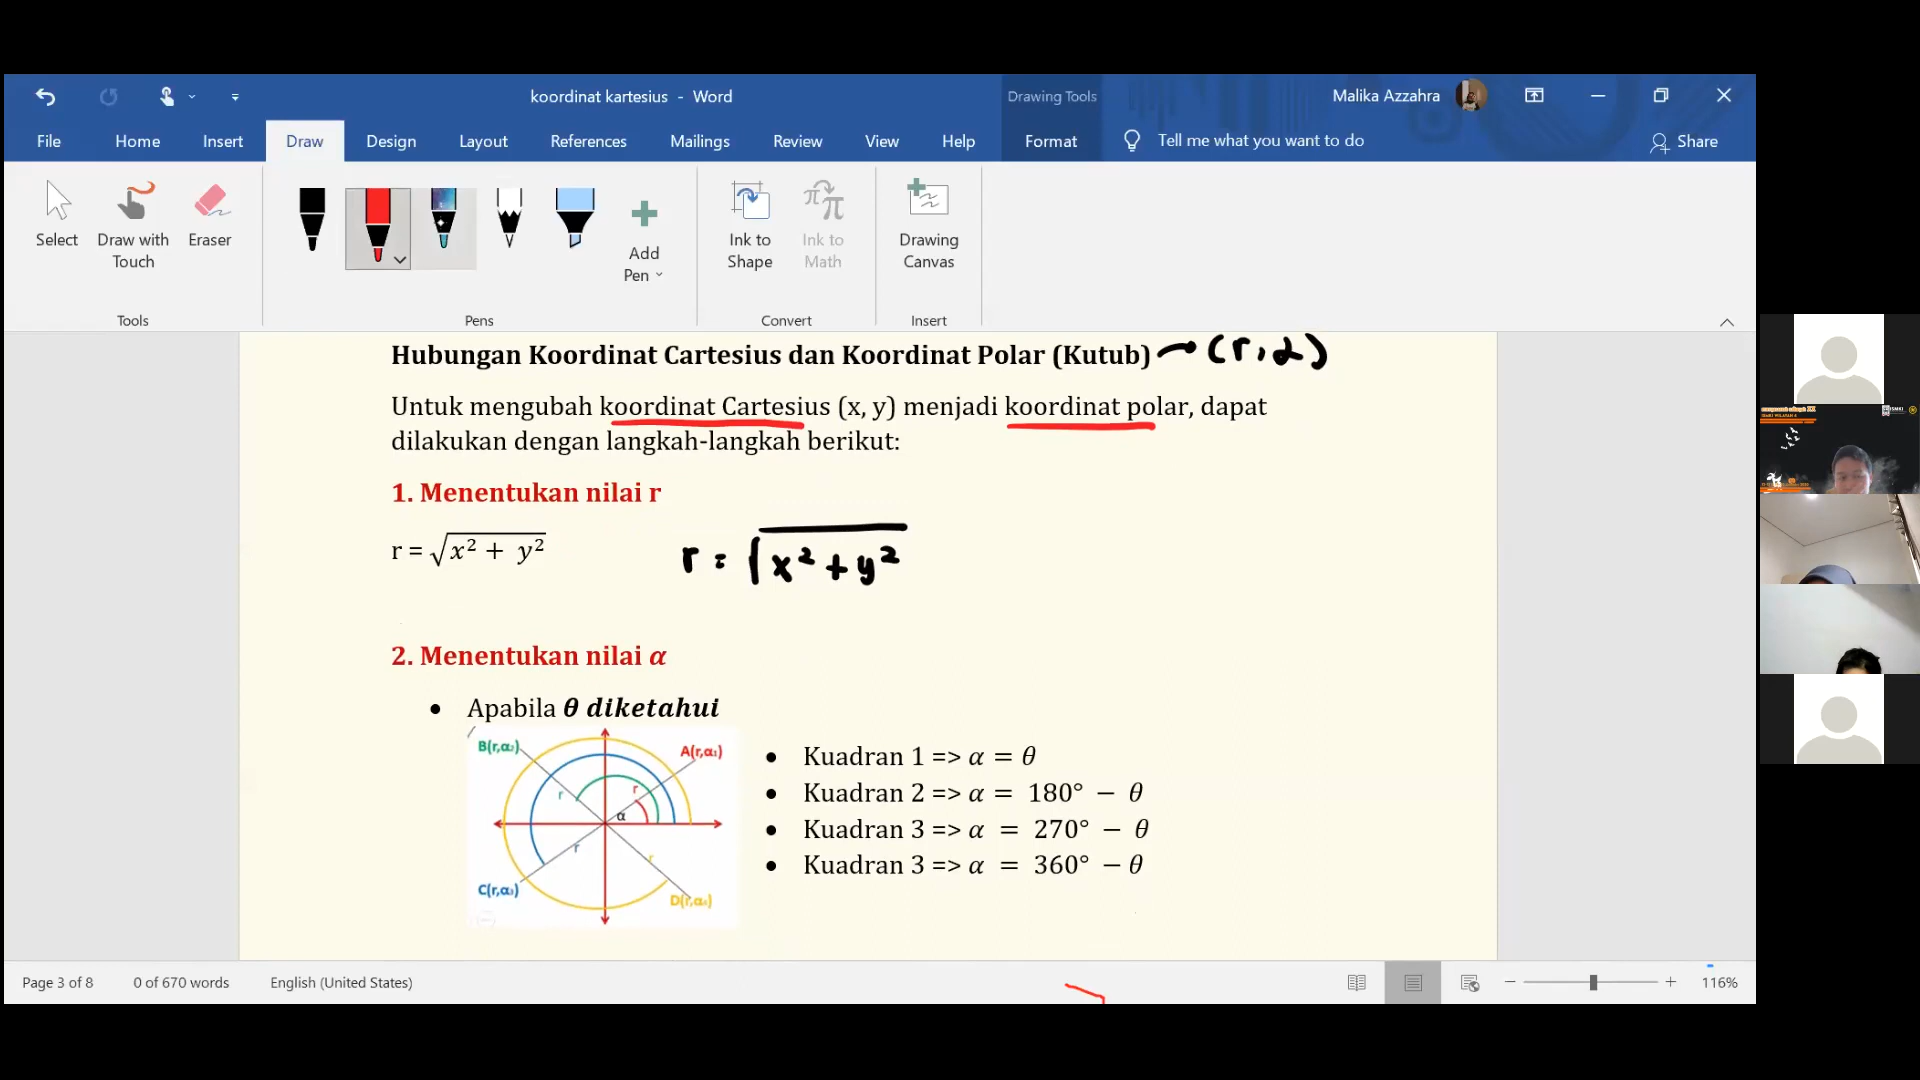 koordinat kartesius - Word
Drawing Tools
Malika Azzahra
File
Home
Insert
Draw
Design
Layout
References
Mailings
Review
View
Help
Format
Tell me what you want to do
Share
Select
Draw with Touch
Eraser
Add Pen
Ink to Shape
Ink to Math
Drawing Canvas
Tools
Pens
Convert
Insert
Hubungan Koordinat Cartesius dan Koordinat Polar (Kutub) → (r, α)
Untuk mengubah koordinat Cartesius (x, y) menjadi koordinat polar, dapat
dilakukan dengan langkah-langkah berikut:
1. Menentukan nilai r
r = √x² + y²
r = √x² + y²
2. Menentukan nilai α
• Apabila θ diketahui
B(r,α₂)
A(r,α₁)
r
r
α
r
r
C(r,α₃)
D(r,α₄)
• Kuadran 1 => α = θ
• Kuadran 2 => α = 180° − θ
• Kuadran 3 => α = 270° − θ
• Kuadran 3 => α = 360° − θ
Page 3 of 8
0 of 670 words
English (United States)
116%